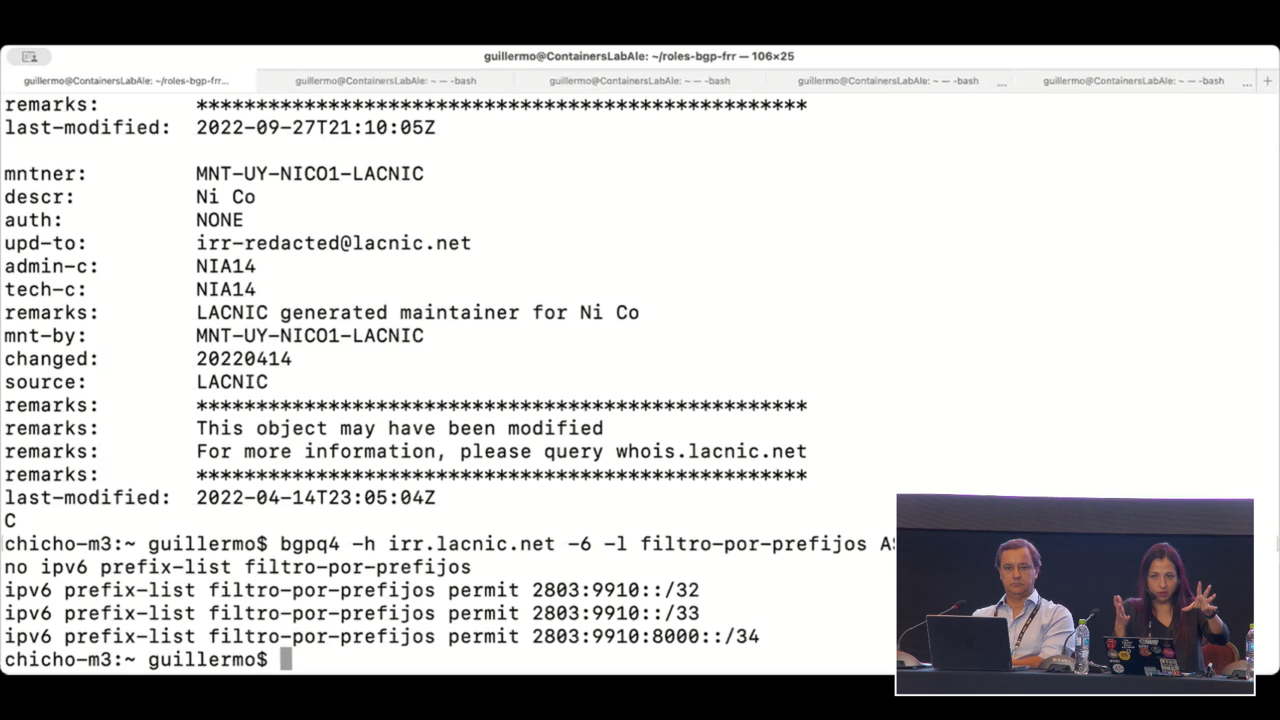 guillermo@ContainersLabAle: ~/roles-bgp-frr — 106×25
guillermo@ContainersLabAle: ~/roles-bgp-frr... guillermo@ContainersLabAle: ~ — -bash guillermo@ContainersLabAle: ~ — -bash guillermo@ContainersLabAle: ~ — -bash ... guillermo@ContainersLabAle: ~ — -bash ... +
remarks: ***************************************************
last-modified: 2022-09-27T21:10:05Z
mntner: MNT-UY-NICO1-LACNIC
descr: Ni Co
auth: NONE
upd-to: irr-redacted@lacnic.net
admin-c: NIA14
tech-c: NIA14
remarks: LACNIC generated maintainer for Ni Co
mnt-by: MNT-UY-NICO1-LACNIC
changed: 20220414
source: LACNIC
remarks: ***************************************************
remarks: This object may have been modified
remarks: For more information, please query whois.lacnic.net
remarks: ***************************************************
last-modified: 2022-04-14T23:05:04Z
C
chicho-m3:~ guillermo$ bgpq4 -h irr.lacnic.net -6 -l filtro-por-prefijos
no ipv6 prefix-list filtro-por-prefijos
ipv6 prefix-list filtro-por-prefijos permit 2803:9910::/32
ipv6 prefix-list filtro-por-prefijos permit 2803:9910::/33
ipv6 prefix-list filtro-por-prefijos permit 2803:9910:8000::/34
chicho-m3:~ guillermo$